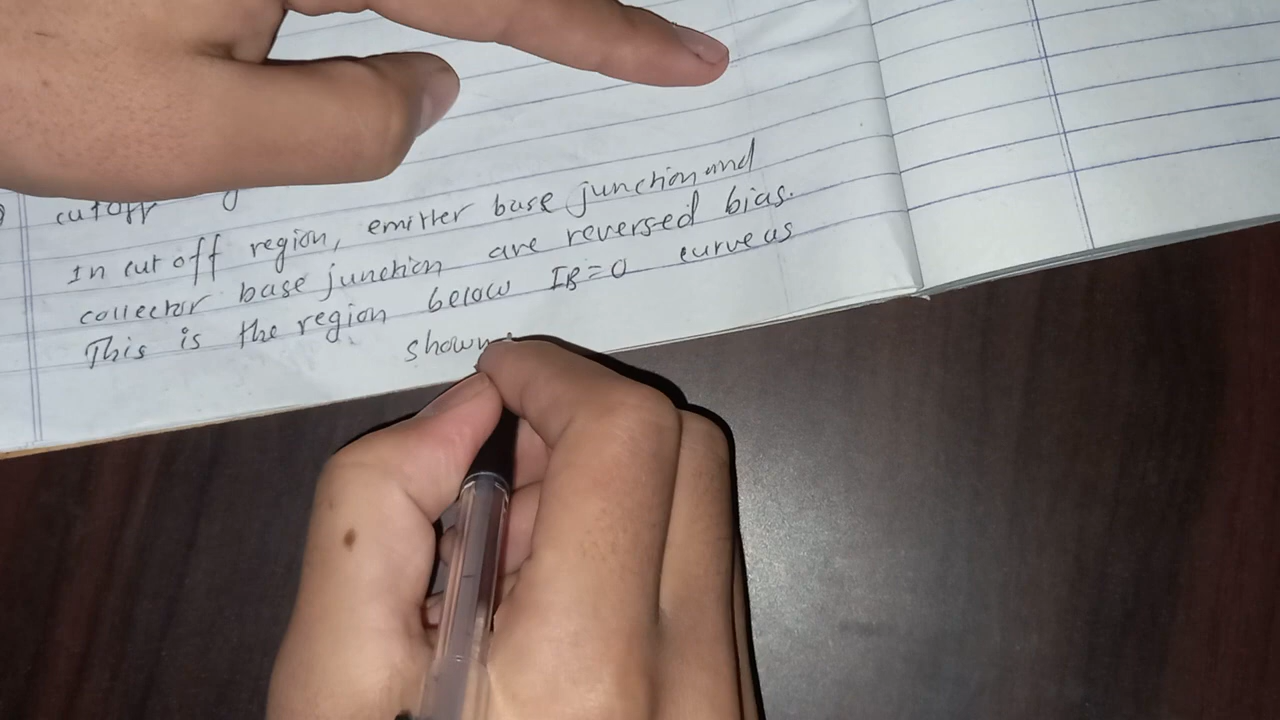 cutoff
In cut off region, emitter base junction and
collector base junction are reversed bias.
This is the region below IB=0 curve as
shown